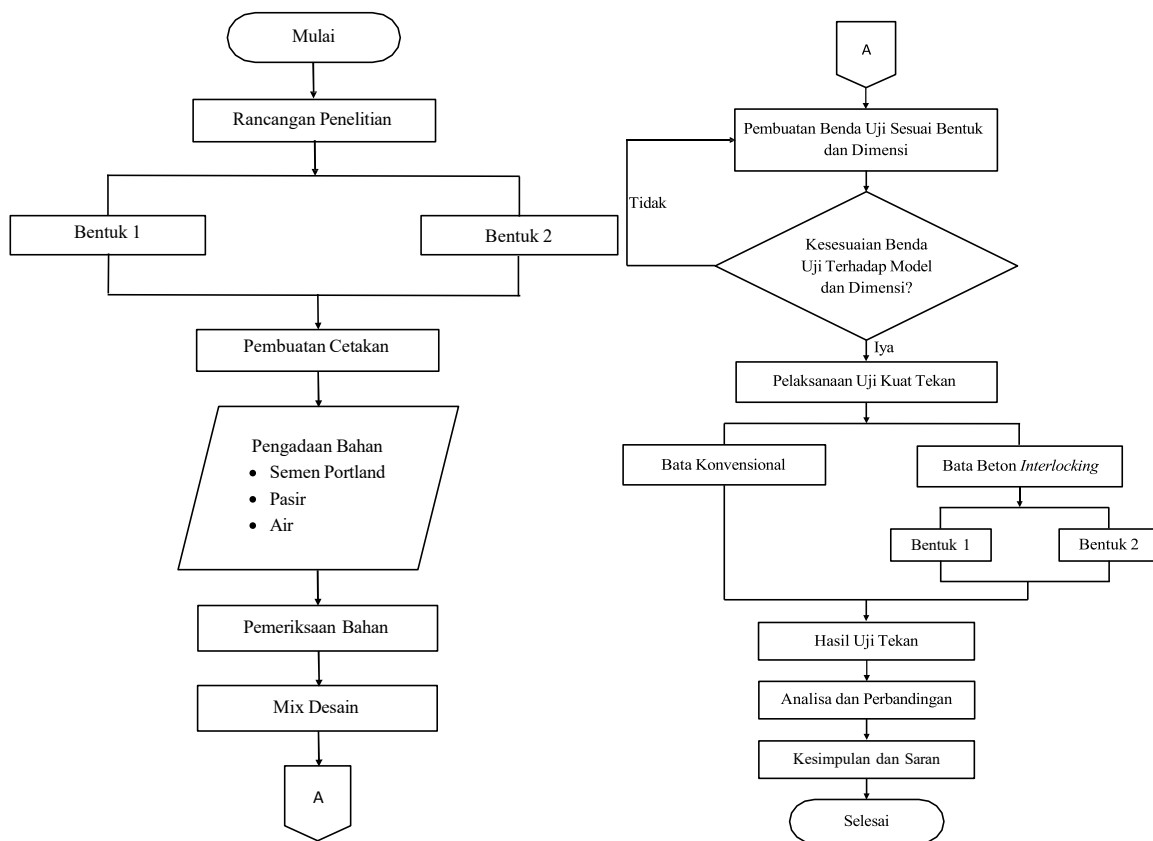 Mulai
Rancangan Penelitian
Bentuk 1
Bentuk 2
Pembuatan Cetakan
Pengadaan Bahan
• Semen Portland
• Pasir
• Air
Pemeriksaan Bahan
Mix Desain
A
A
Pembuatan Benda Uji Sesuai Bentuk
dan Dimensi
Tidak
Kesesuaian Benda
Uji Terhadap Model
dan Dimensi?
Iya
Pelaksanaan Uji Kuat Tekan
Bata Konvensional
Bata Beton Interlocking
Bentuk 1
Bentuk 2
Hasil Uji Tekan
Analisa dan Perbandingan
Kesimpulan dan Saran
Selesai